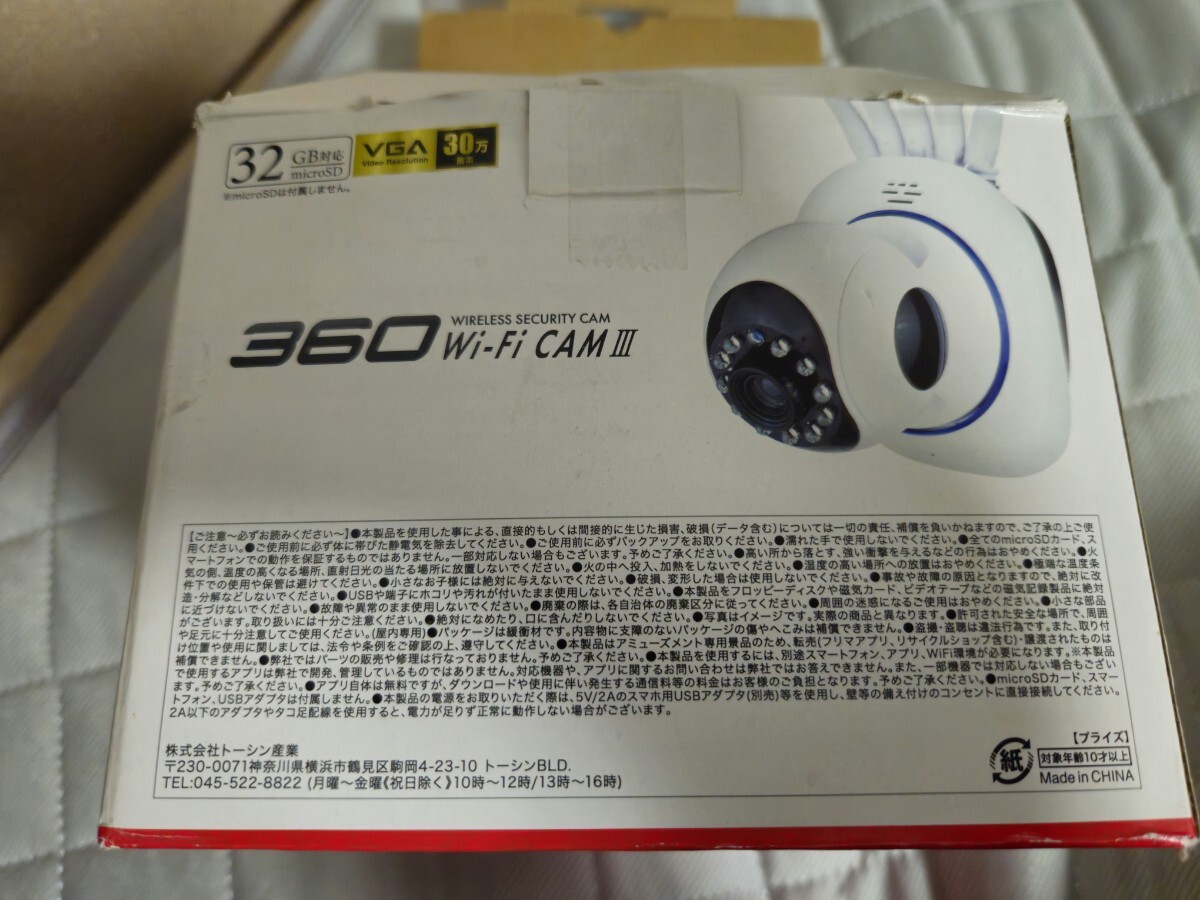 32 GB対応
microSD
※microSDは付属しません。
VGA
Video Resolution
30万
画素
WIRELESS SECURITY CAM
360 Wi-Fi CAM III
【ご注意～必ずお読みください～】●本製品を使用した事による、直接的もしくは間接的に生じた損害、破損(データ含む)については一切の責任、補償を負いかねますので、ご了承の上ご使
用ください。●ご使用前に必ず体に帯びた静電気を除去してください。●ご使用前に必ずバックアップをお取りください。●濡れた手で使用しないでください。●全てのmicroSDカード、ス
マートフォンでの動作を保証するものではありません。一部対応しない場合もございます。予めご了承ください。●高い所から落とす、強い衝撃を与えるなどの行為はおやめください。●火
気の側、温度の高くなる場所、直射日光の当たる場所に放置しないでください。●火の中へ投入、加熱をしないでください。●温度の高い場所への放置はおやめください。●極端な温度条
件下での使用や保管は避けてください。●小さなお子様には絶対に与えないでください。●破損、変形した場合は使用しないでください。●事故や故障の原因となりますので、絶対に改
造・分解などしないでください。●USBや端子にホコリや汚れが付いたまま使用しないでください。●本製品をフロッピーディスクや磁気カード、ビデオテープなどの磁気記録製品に絶対
に近づけないでください。●故障や異常のまま使用しないでください。●廃棄の際は、各自治体の廃棄区分に従ってください。●周囲の迷惑になるご使用はおやめください。●小さな部品
がございます。取り扱いには十分ご注意ください。●絶対になめたり、口に含んだりしないでください。●写真はイメージです。実際の商品と異なります。●許可された安全な場所で、周囲
や足元に十分注意してご使用ください。(屋内専用)●パッケージは緩衝材です。内容物に支障のないパッケージの傷やへこみは補償できません。●盗撮・盗聴は違法行為です。また、取り付
け位置や使用に関しましては、法令や条例をご確認の上、遵守してください。●本製品はアミューズメント専用景品のため、転売(フリマアプリ、リサイクルショップ含む)・譲渡されたものは
補償できません。●弊社ではパーツの販売や修理は行なっておりません。予めご了承ください。●本製品を使用するには、別途スマートフォン、アプリ、WiFi環境が必要になります。※本製品
で使用するアプリは弊社で開発、管理しているものではありません。対応機器や、アプリに関するお問い合わせは弊社ではお答えできません。また、一部機器では対応しない場合もござい
ます。予めご了承ください。●アプリ自体は無料ですが、ダウンロードや使用に伴い発生する通信料等の料金はお客様のご負担となります。予めご了承ください。●microSDカード、スマー
トフォン、USBアダプタは付属しません。●本製品の電源をお取りいただく際は、5V/2Aのスマホ用USBアダプタ(別売)等を使用し、壁等の備え付けのコンセントに直接接続してください。
2A以下のアダプタやタコ足配線を使用すると、電力が足りず正常に動作しない場合がございます。
株式会社トーシン産業
〒230-0071神奈川県横浜市鶴見区駒岡4-23-10 トーシンBLD.
TEL:045-522-8822 (月曜～金曜《祝日除く》10時～12時/13時～16時)
紙
【プライズ】
対象年齢10才以上
Made in CHINA